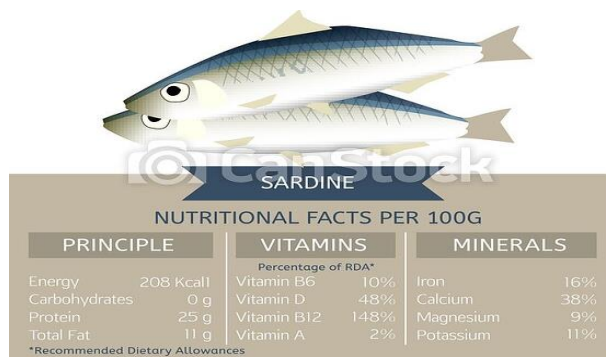 CanStock
SARDINE
NUTRITIONAL FACTS PER 100G
PRINCIPLE
Energy 208 Kcal1
Carbohydrates 0 g
Protein 25 g
Total Fat 11 g
VITAMINS
Percentage of RDA*
Vitamin B6 10%
Vitamin D 48%
Vitamin B12 148%
Vitamin A 2%
MINERALS
Iron 16%
Calcium 38%
Magnesium 9%
Potassium 11%
*Recommended Dietary Allowances